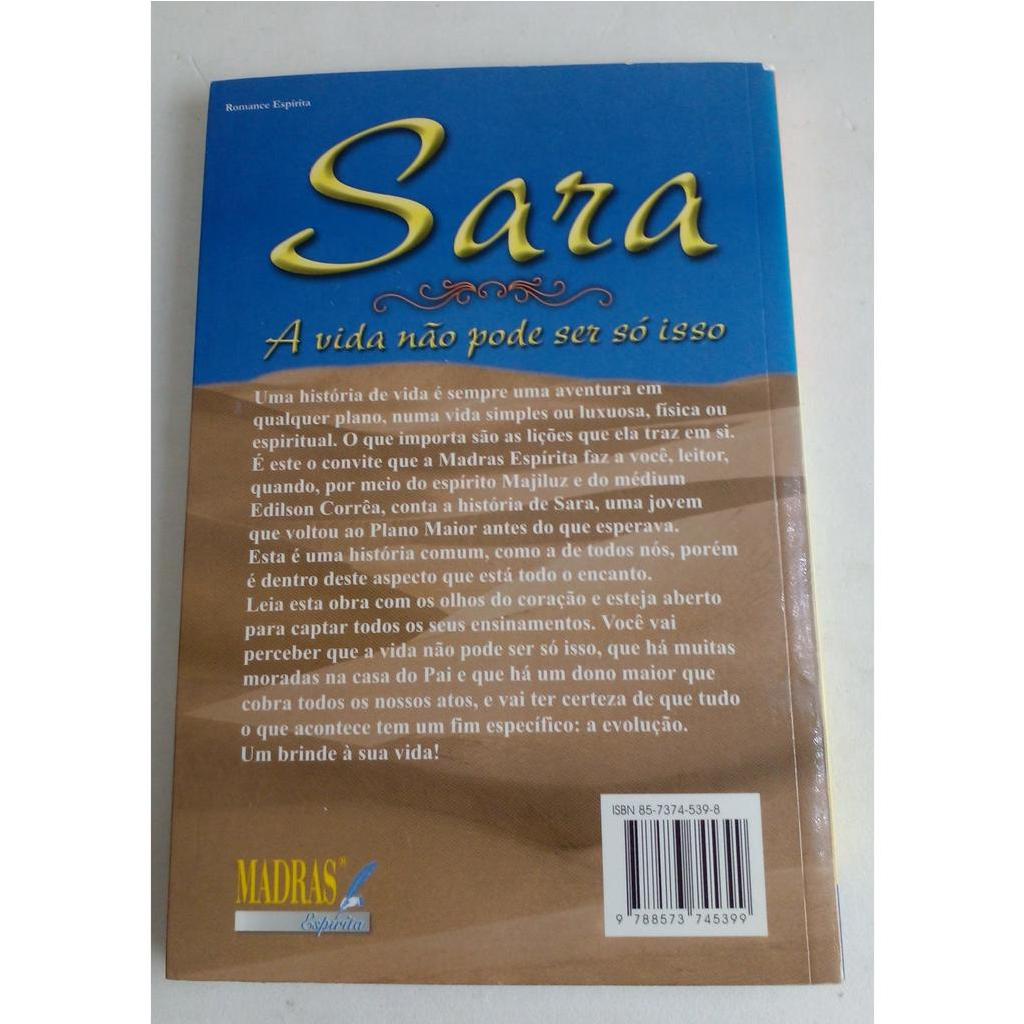 Romance Espírita
Sara
A vida não pode ser só isso
Uma história de vida é sempre uma aventura em
qualquer plano, numa vida simples ou luxuosa, física ou
espiritual. O que importa são as lições que ela traz em si.
É este o convite que a Madras Espírita faz a você, leitor,
quando, por meio do espírito Majiluz e do médium
Edilson Corrêa, conta a história de Sara, uma jovem
que voltou ao Plano Maior antes do que esperava.
Esta é uma história comum, como a de todos nós, porém
é dentro deste aspecto que está todo o encanto.
Leia esta obra com os olhos do coração e esteja aberto
para captar todos os seus ensinamentos. Você vai
perceber que a vida não pode ser só isso, que há muitas
moradas na casa do Pai e que há um dono maior que
cobra todos os nossos atos, e vai ter certeza de que tudo
o que acontece tem um fim específico: a evolução.
Um brinde à sua vida!
ISBN 85-7374-539-8
9 788573 745399
MADRAS®
Espírita